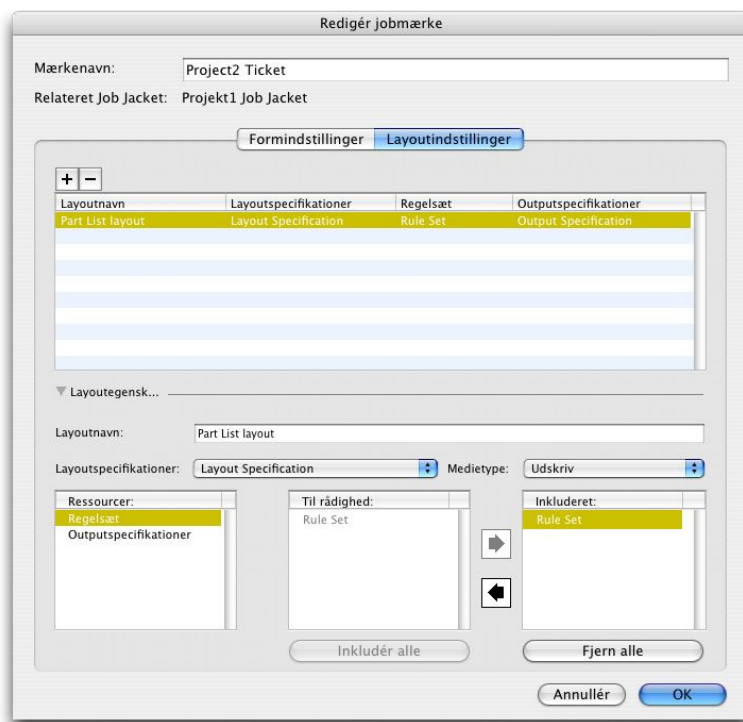 Redigér jobmærke
Mærkenavn: Project2 Ticket
Relateret Job Jacket: Projekt1 Job Jacket
Formindstillinger Layoutindstillinger
+ −
Layoutnavn Layoutspecifikationer Regelsæt Outputspecifikationer
Part List layout Layout Specification Rule Set Output Specification
Layoutegensk...
Layoutnavn: Part List layout
Layoutspecifikationer: Layout Specification Medietype: Udskriv
Ressourcer: Til rådighed: Inkluderet:
Regelsæt Rule Set Rule Set
Outputspecifikationer
Inkludér alle Fjern alle
Annullér OK